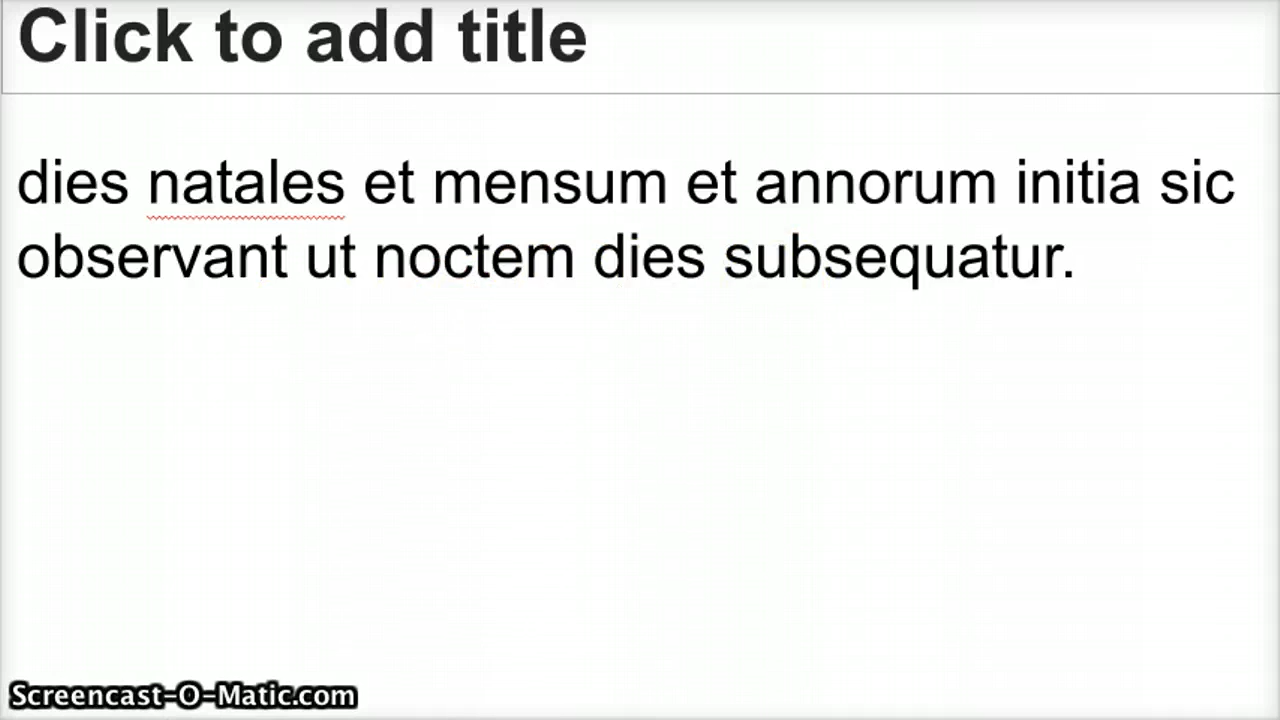 Click to add title
dies natales et mensum et annorum initia sic
observant ut noctem dies subsequatur.
Screencast-O-Matic.com